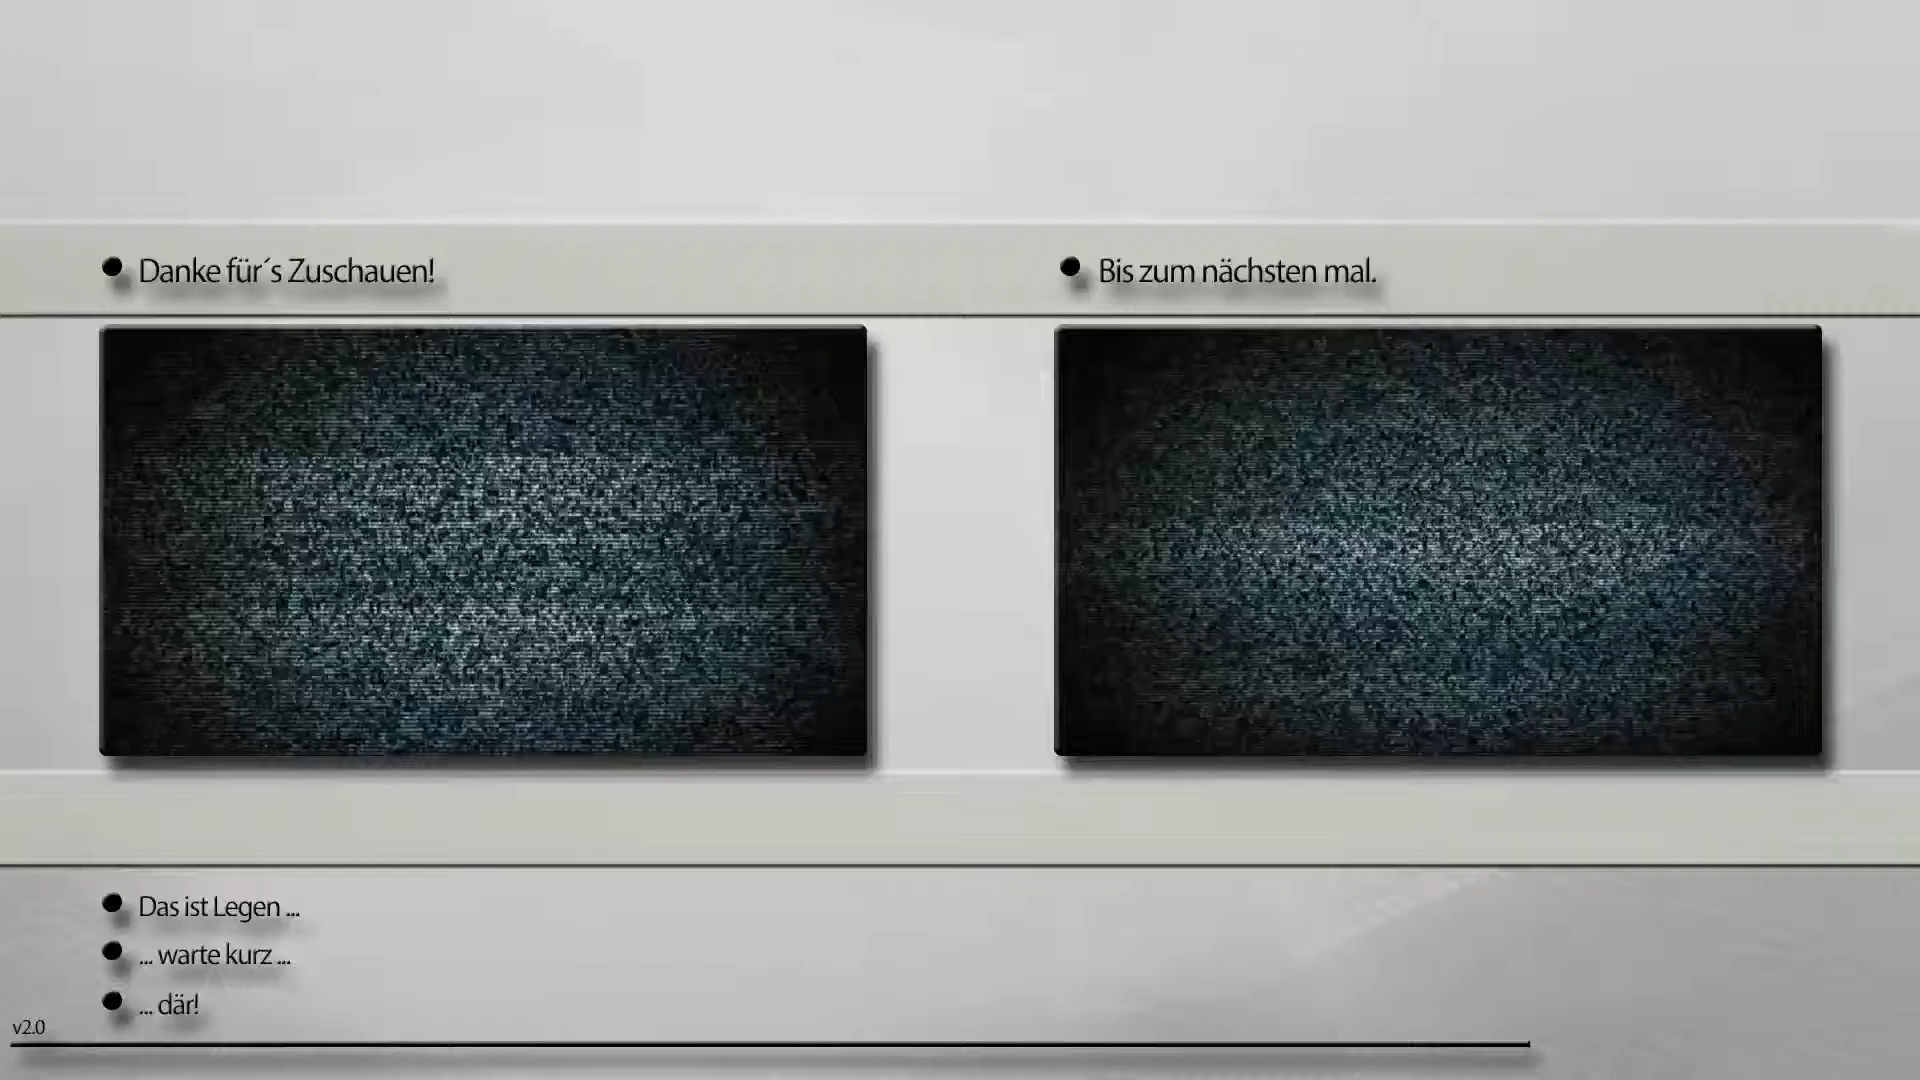 Danke für´s Zuschauen!
Bis zum nächsten mal.
Das ist Legen ...
... warte kurz ...
... där!
v2.0